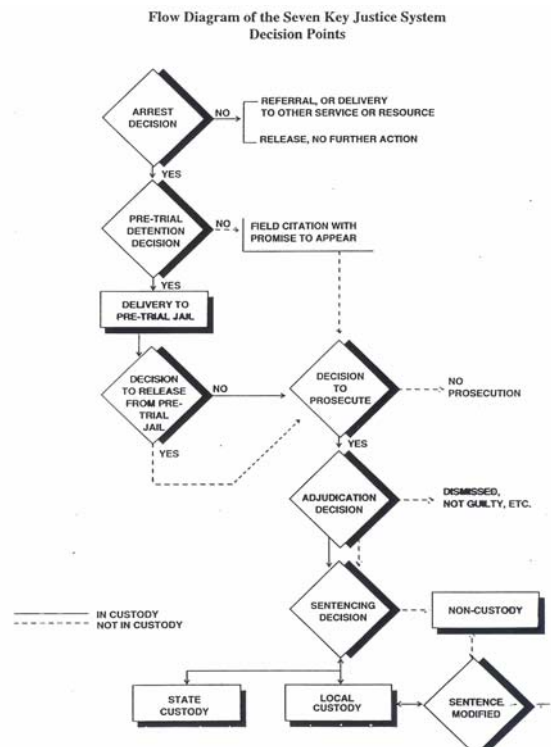 Flow Diagram of the Seven Key Justice System
Decision Points
ARREST
DECISION
NO
REFERRAL, OR DELIVERY
TO OTHER SERVICE OR RESOURCE
RELEASE, NO FURTHER ACTION
YES
PRE-TRIAL
DETENTION
DECISION
NO
FIELD CITATION WITH
PROMISE TO APPEAR
YES
DELIVERY TO
PRE-TRIAL JAIL
DECISION
TO RELEASE
FROM PRE-
TRIAL
JAIL
NO
YES
DECISION
TO
PROSECUTE
NO
PROSECUTION
YES
ADJUDICATION
DECISION
DISMISSED,
NOT GUILTY, ETC.
SENTENCING
DECISION
NON-CUSTODY
IN CUSTODY
NOT IN CUSTODY
STATE
CUSTODY
LOCAL
CUSTODY
SENTENCE
MODIFIED